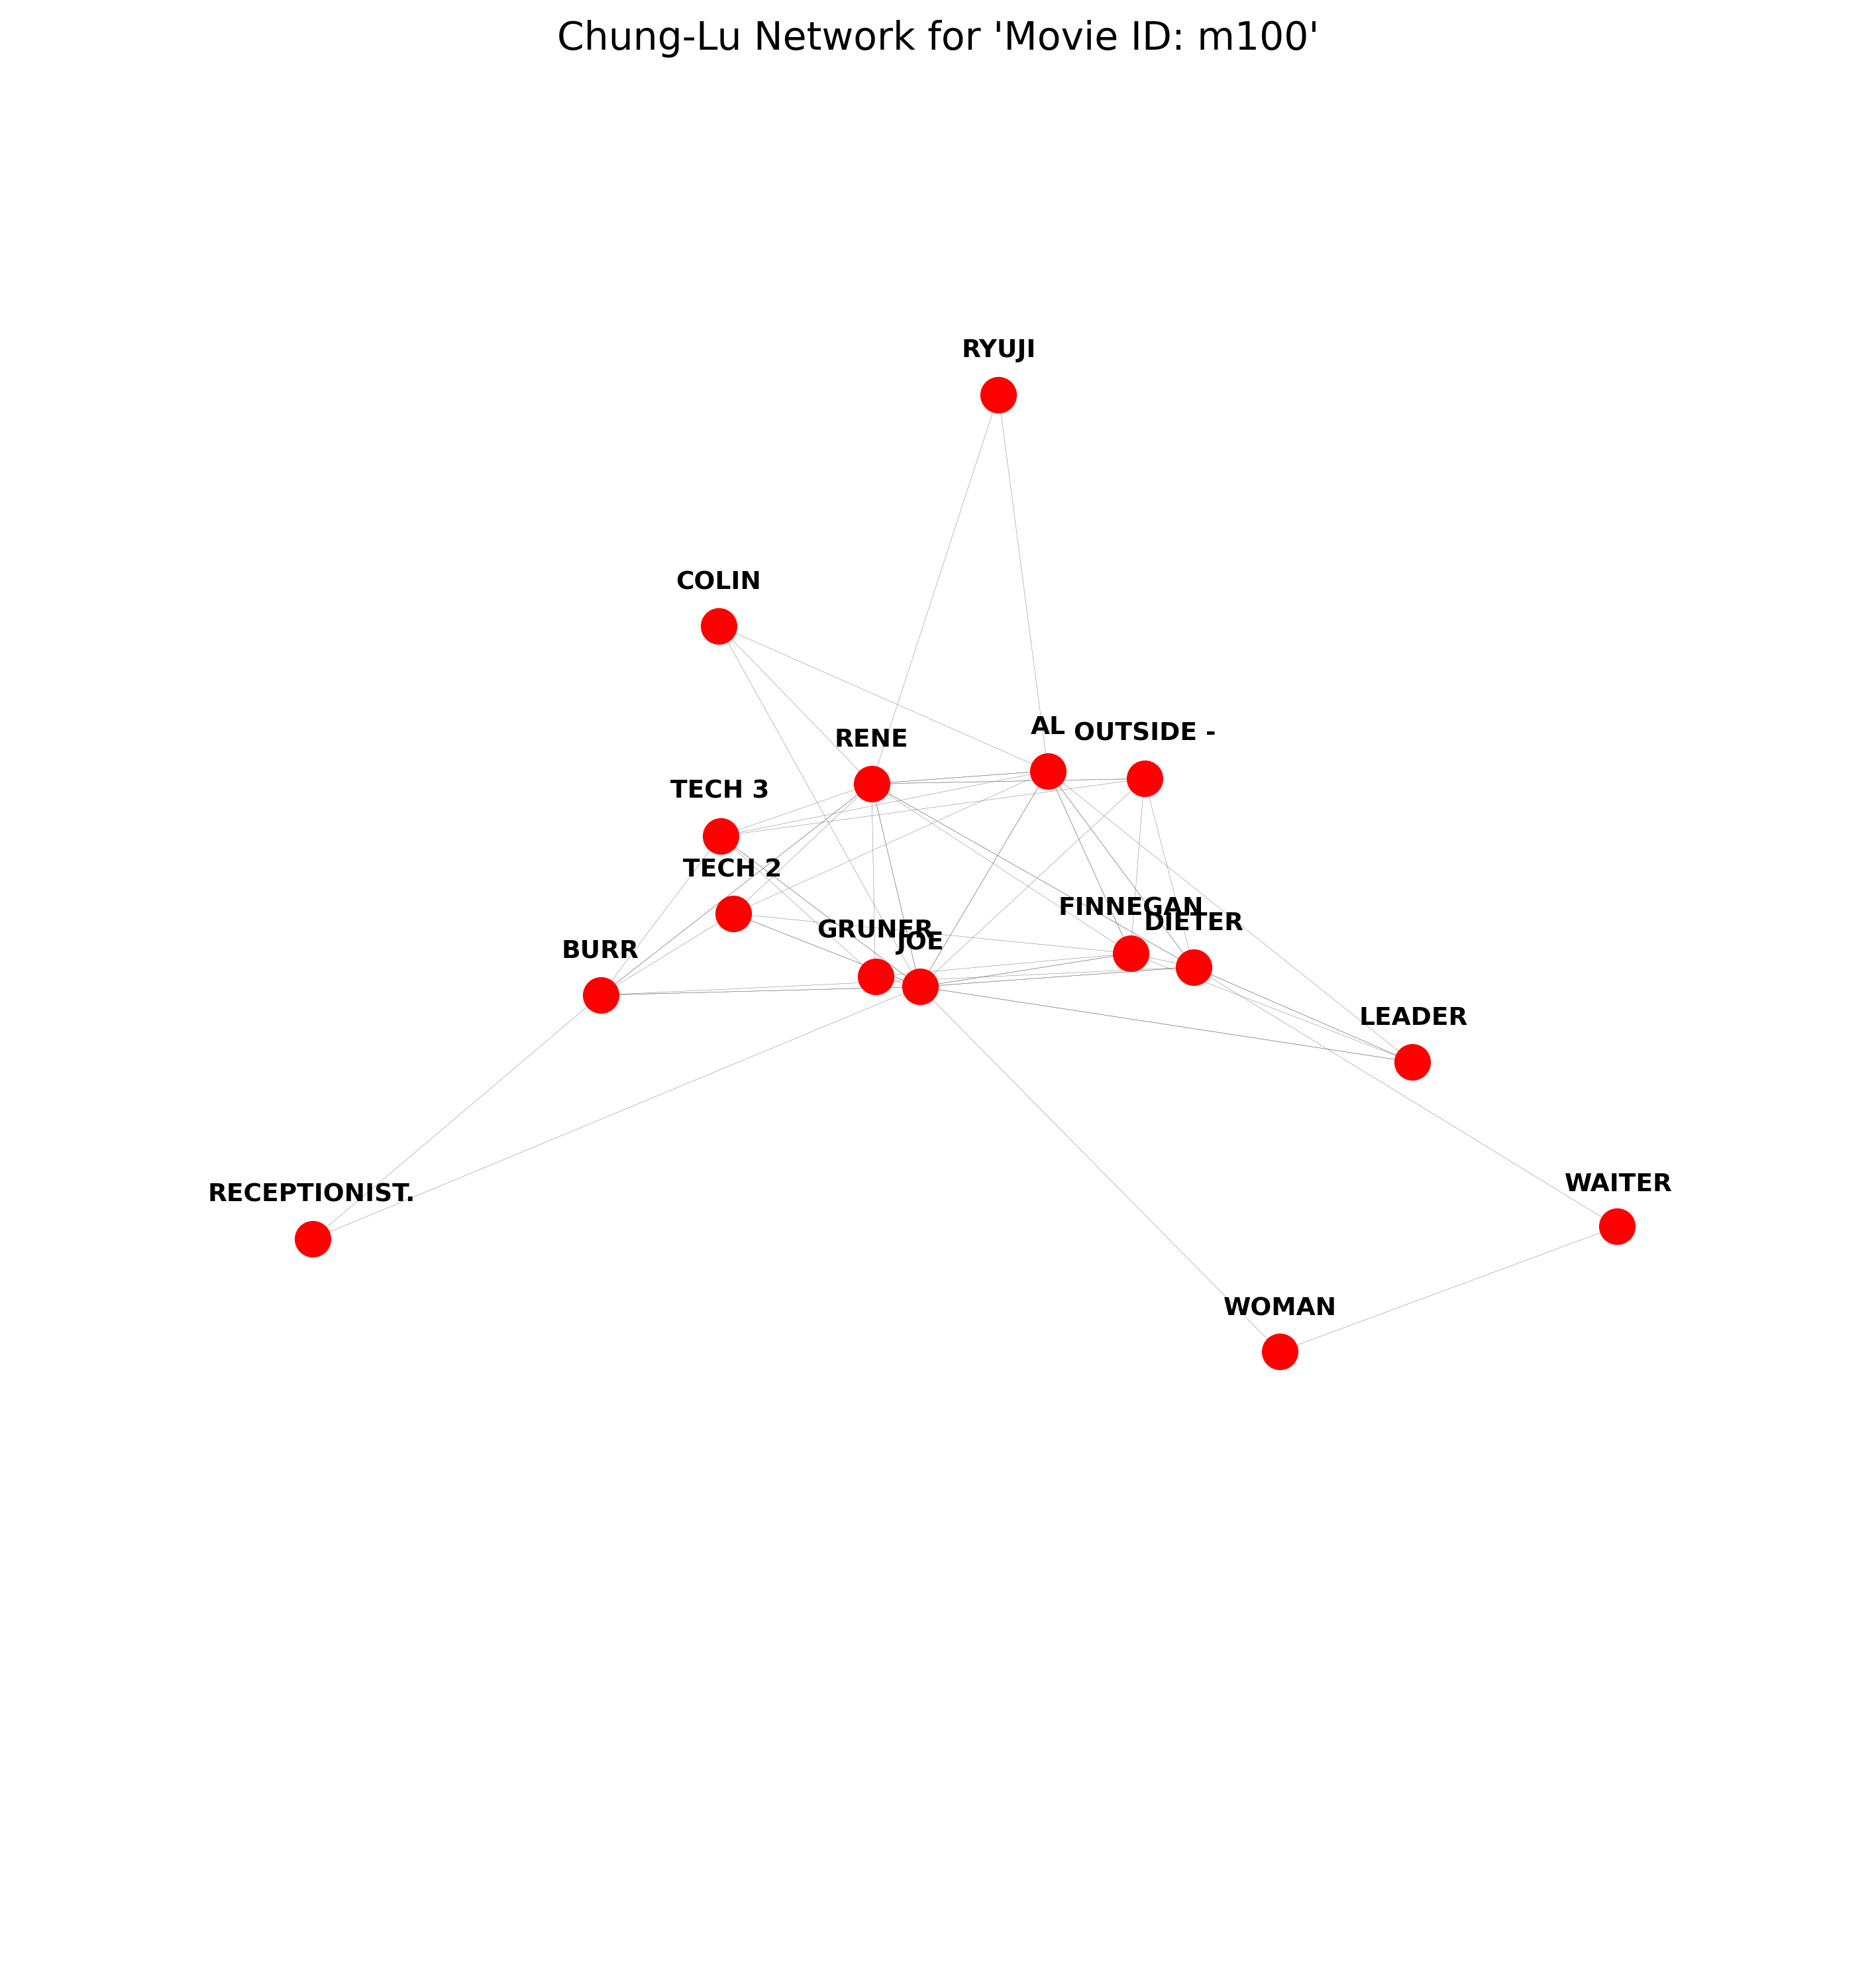 Chung-Lu Network for 'Movie ID: m100'
RYUJI
COLIN
AL
OUTSIDE -
RENE
TECH 3
TECH 2
FINNEGAN
DIETER
GRUNER
JOE
BURR
LEADER
WAITER
RECEPTIONIST.
WOMAN